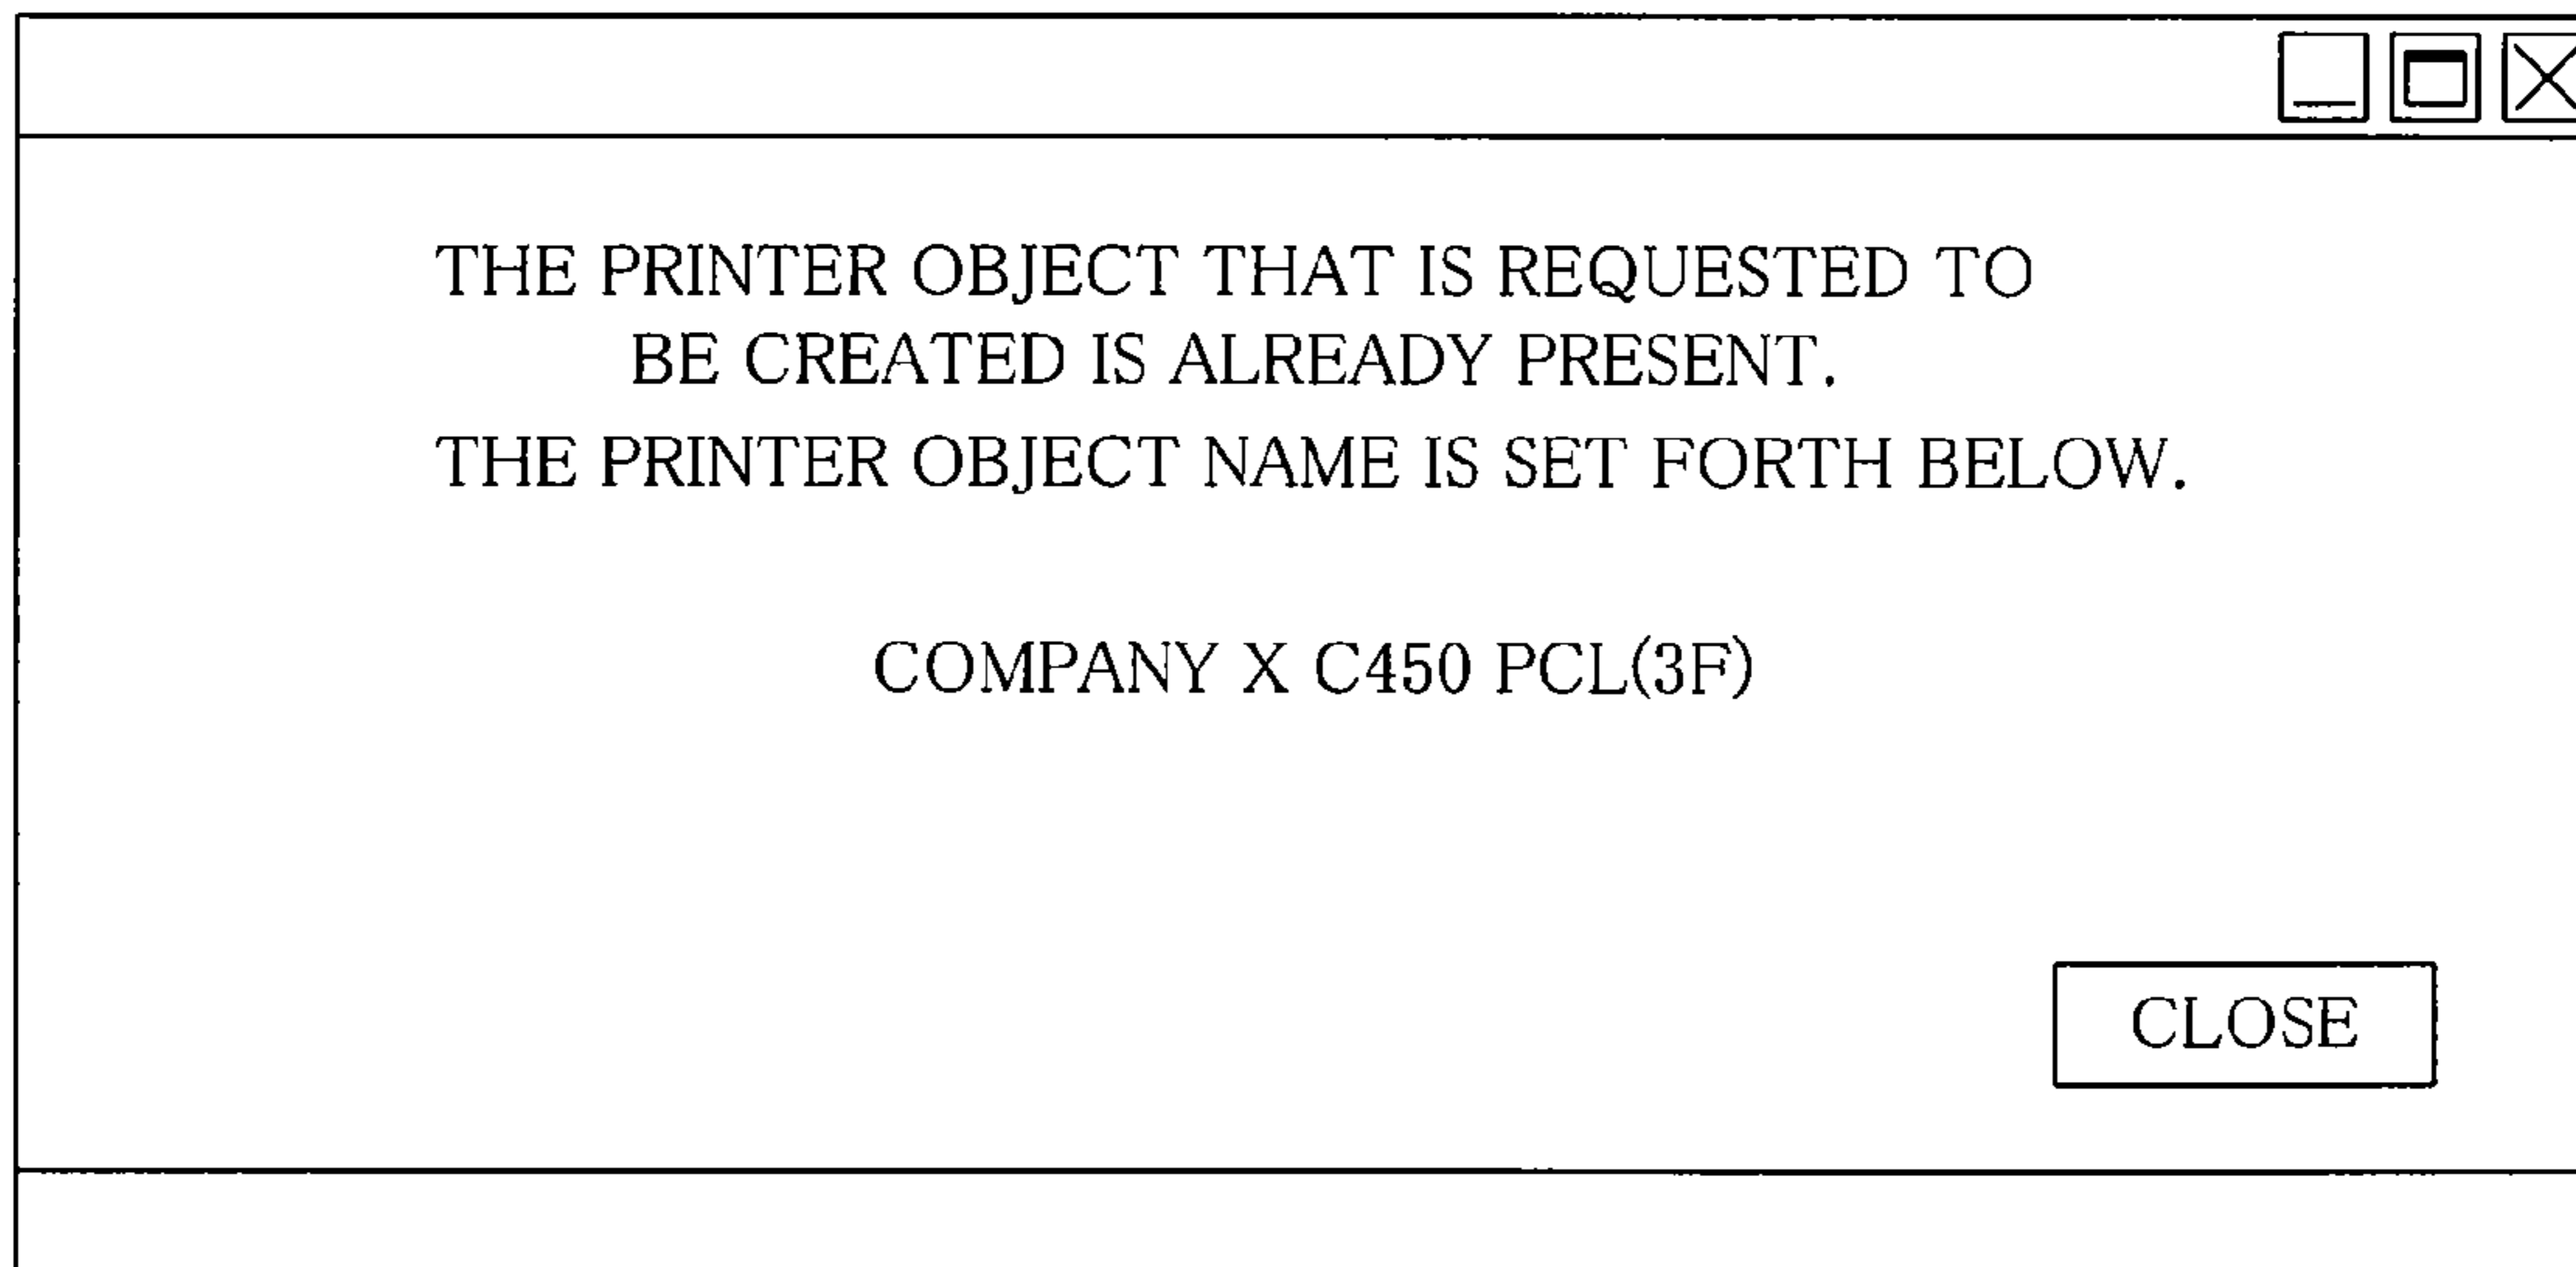 THE PRINTER OBJECT THAT IS REQUESTED TO
BE CREATED IS ALREADY PRESENT.
THE PRINTER OBJECT NAME IS SET FORTH BELOW.
COMPANY X C450 PCL(3F)
CLOSE